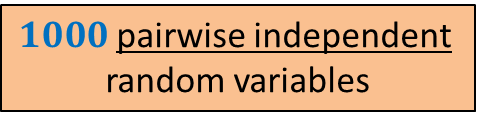 1000 pairwise independent
random variables